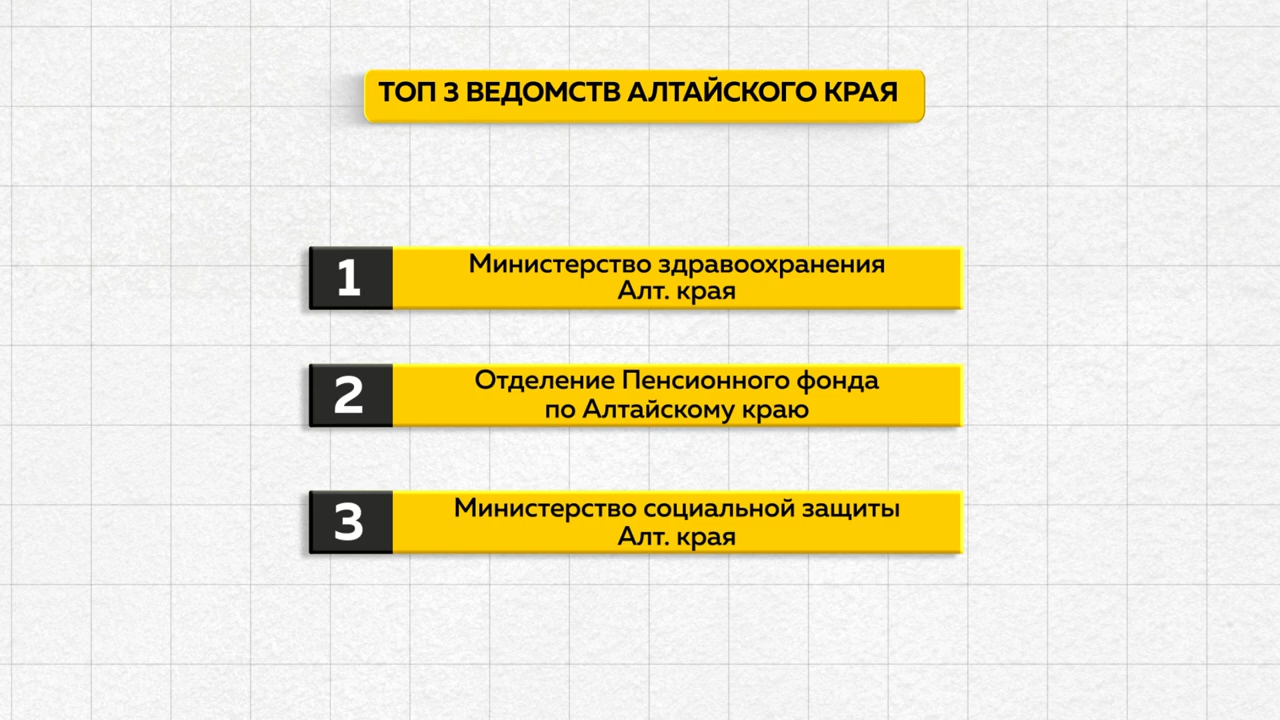 ТОП 3 ВЕДОМСТВ АЛТАЙСКОГО КРАЯ
1
Министерство здравоохранения
Алт. края
2
Отделение Пенсионного фонда
по Алтайскому краю
3
Министерство социальной защиты
Алт. края